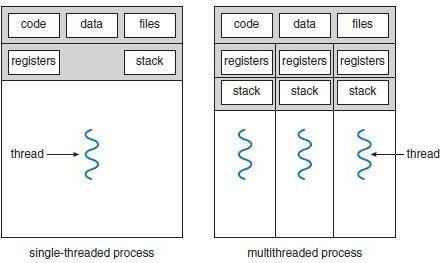 code data files
registers stack
thread
single-threaded process
code data files
registers registers registers
stack stack stack
thread
multithreaded process